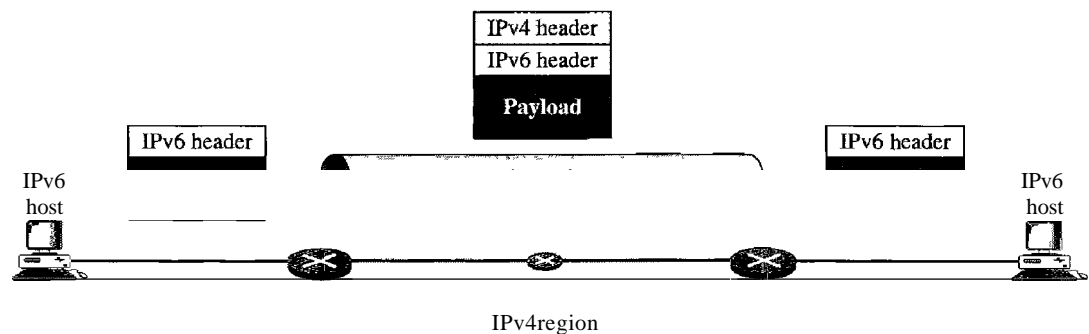 IPv4 header
IPv6 header
Payload
IPv6 header
IPv6 header
IPv6
host
IPv6
host
IPv4region